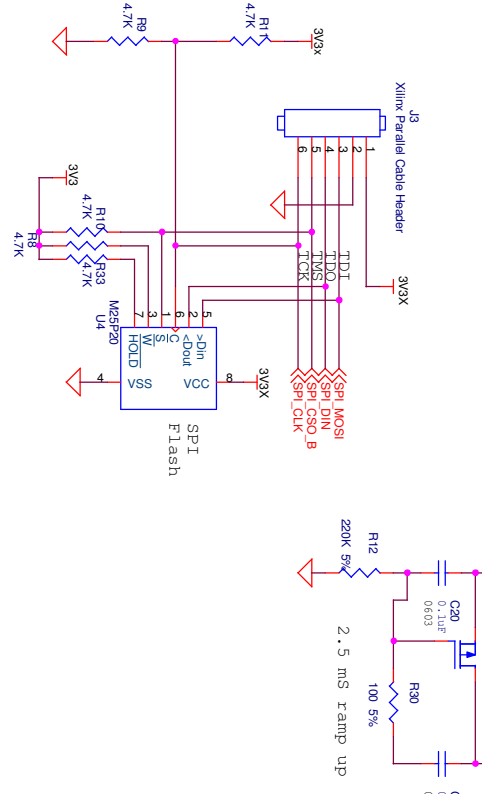 R9
4.7K
R11
4.7K
3V3x
J3
Xilinx Parallel Cable Header
6
5
4
3
2
1
TCK
TMS
TDO
TDI
3V3X
3V3
R10
4.7K
R8
4.7K
R33
4.7K
7
3
1
6
2
5
HOLD
W
S
C
<Dout
>Din
M25P20
U4
4
VSS
VCC
8
3V3X
SPI
Flash
SPI_MOSI
SPI_DIN
SPI_CSO_B
SPI_CLK
R12
220K 5%
C20
0.1uF
0603
R30
100 5%
2.5 mS ramp up